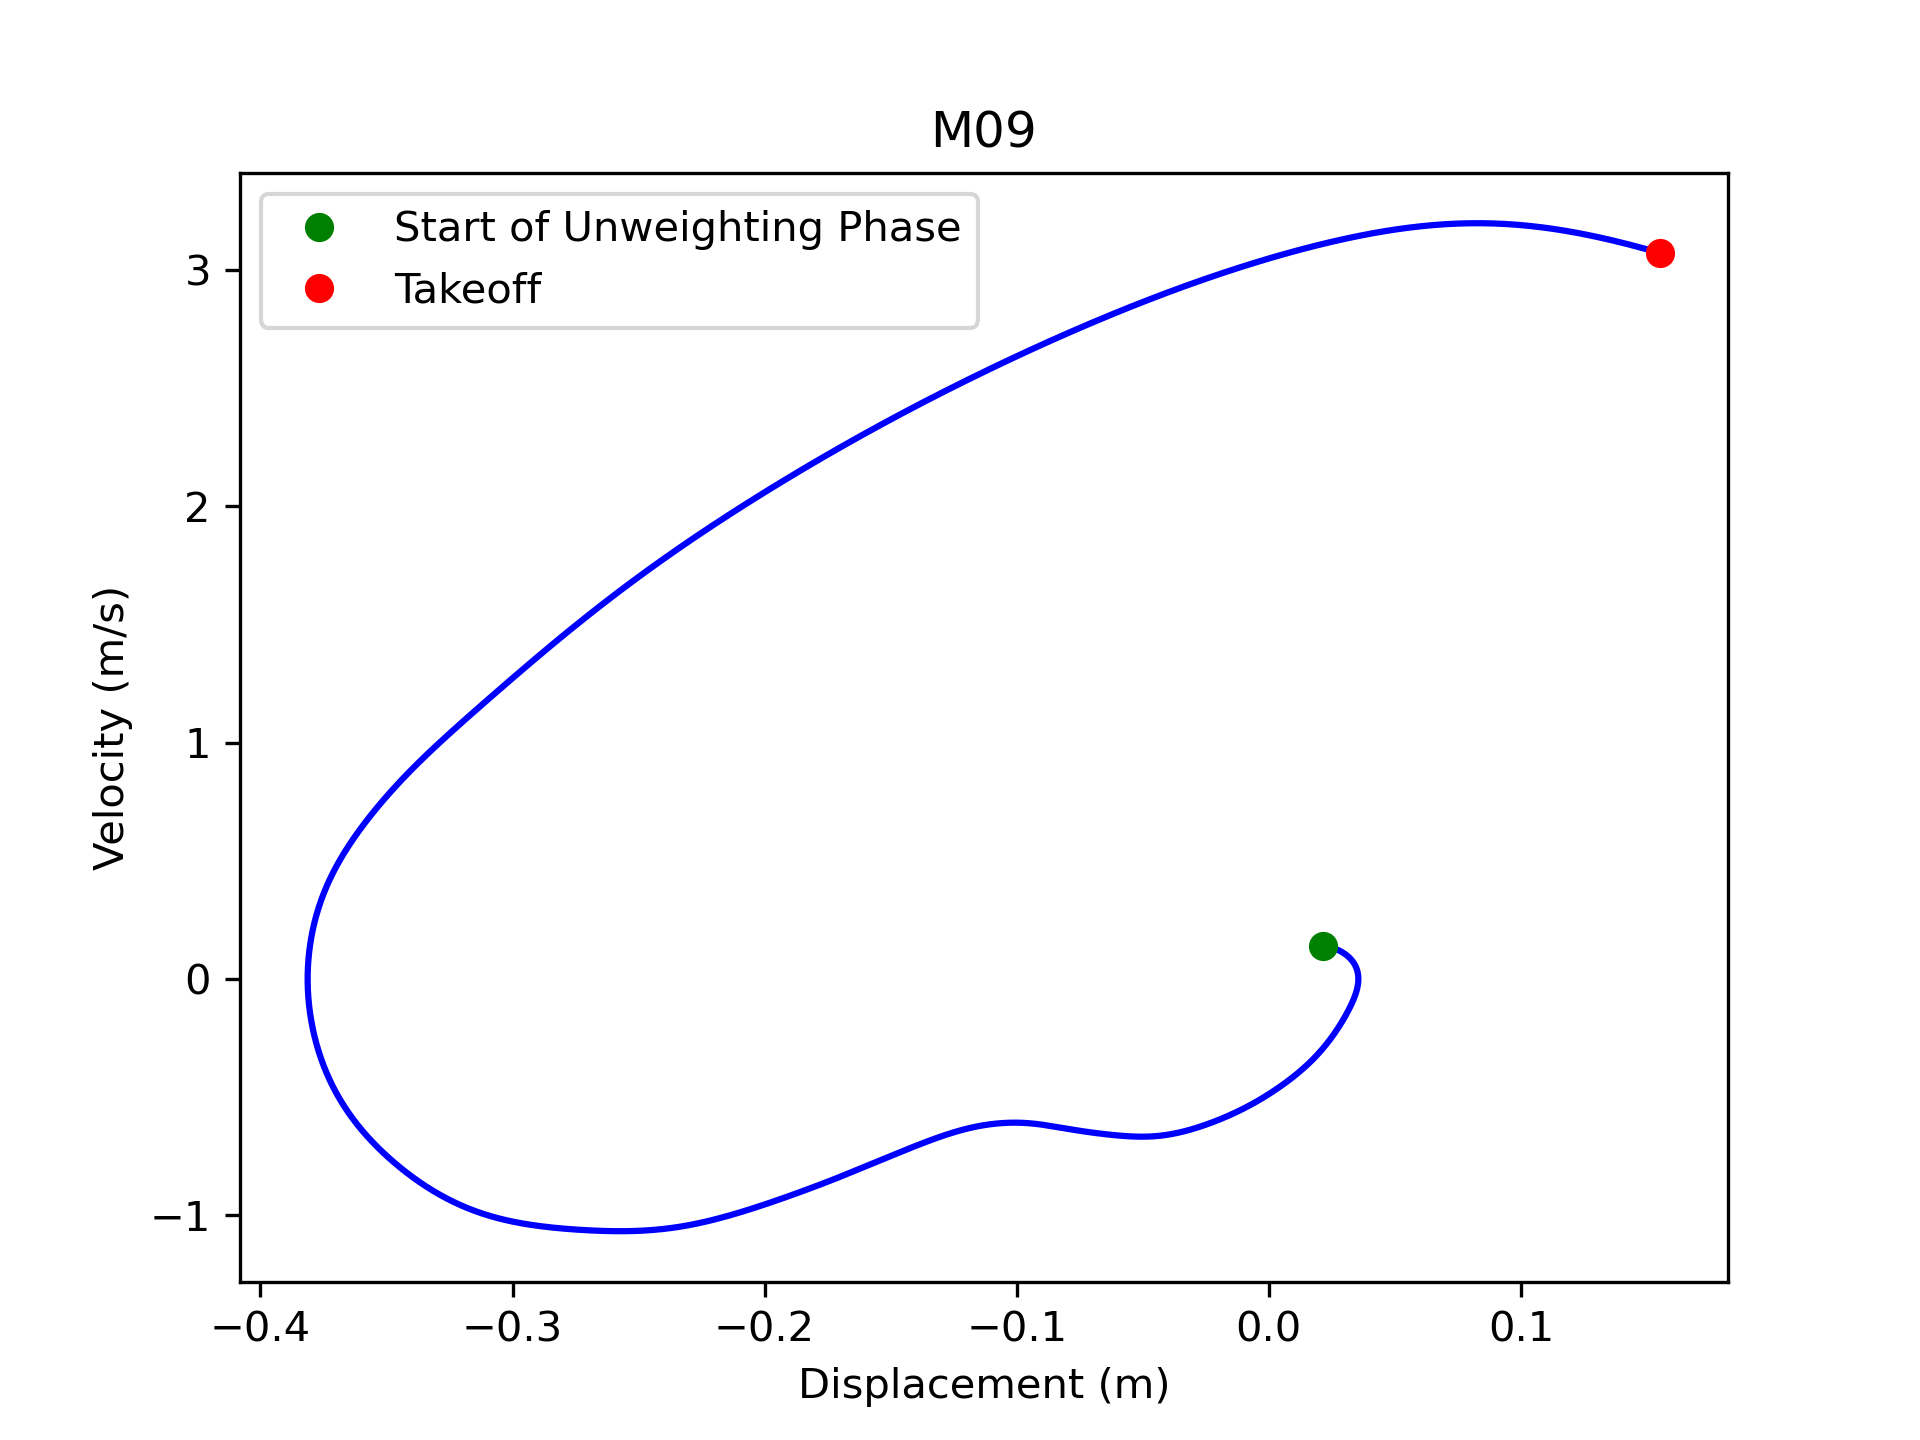 M09
Start of Unweighting Phase
Takeoff
Velocity (m/s)
3
2
1
0
−1
−0.4 −0.3 −0.2 −0.1 0.0 0.1
Displacement (m)